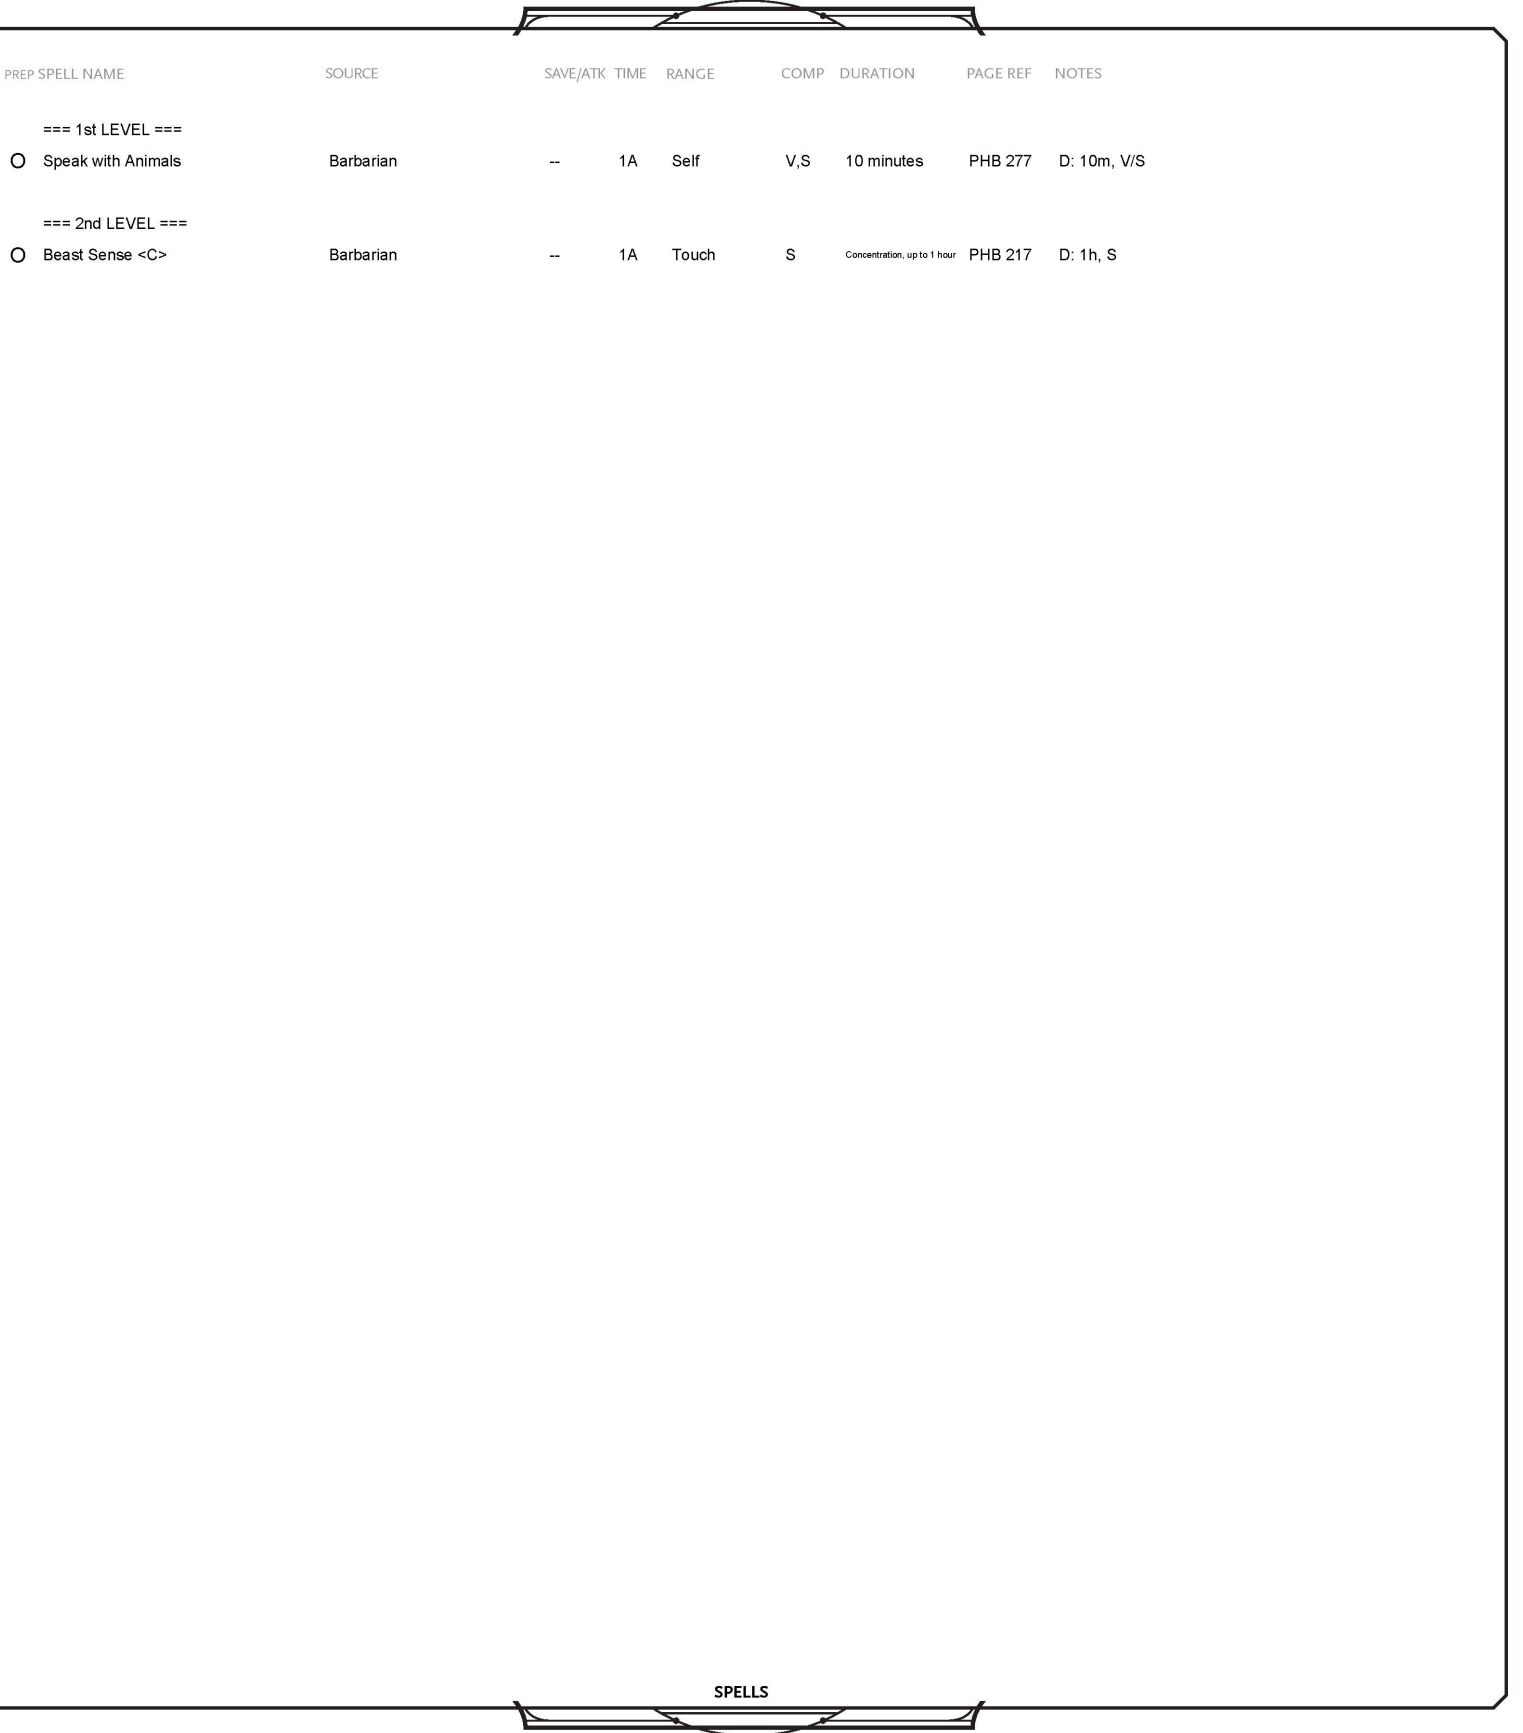 PREP SPELL NAME SOURCE SAVE/ATK TIME RANGE COMP DURATION PAGE REF NOTES
=== 1st LEVEL ===
O Speak with Animals Barbarian -- 1A Self V,S 10 minutes PHB 277 D: 10m, V/S
=== 2nd LEVEL ===
O Beast Sense <C> Barbarian -- 1A Touch S Concentration, up to 1 hour PHB 217 D: 1h, S
SPELLS